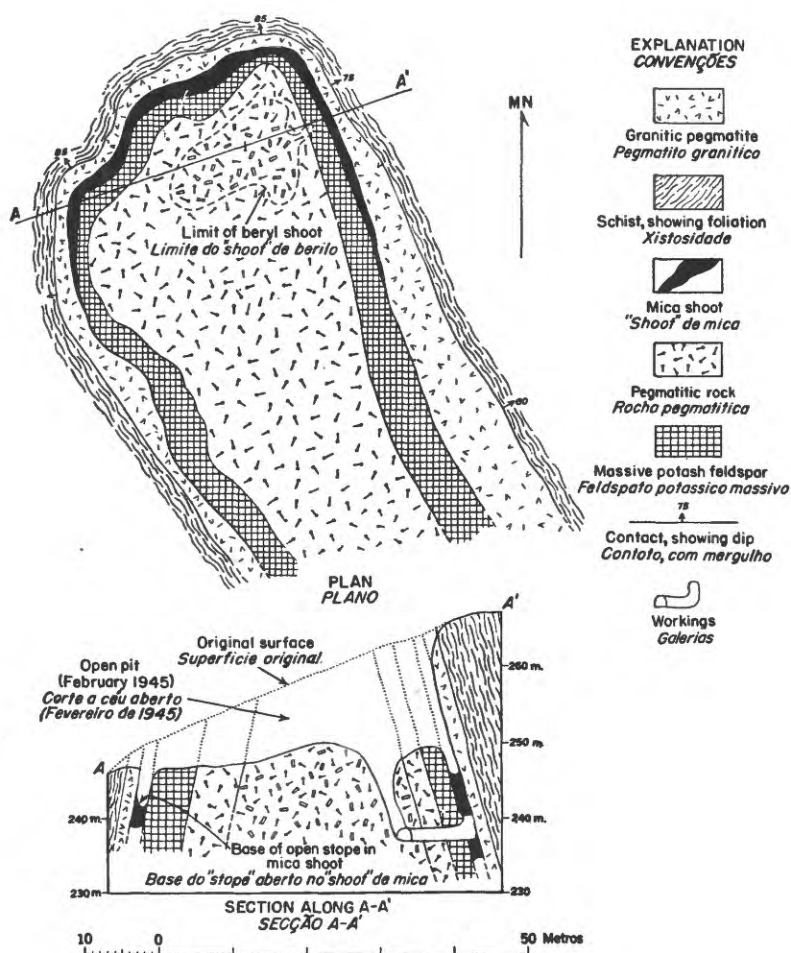 85
75
A'
85
A
MN
Limit of beryl shoot
Limite do "shoot" de berilo
60
PLAN
PLANO
EXPLANATION
CONVENÇÕES
Granitic pegmatite
Pegmatito granitico
Schist, showing foliation
Xistosidade
Mica shoot
"Shoot" de mica
Pegmatitic rock
Rocha pegmatitica
Massive potash feldspar
Feldspato potassico massivo
75
Contact, showing dip
Contato, com mergulho
Workings
Galerias
A'
Original surface
Superficie original.
Open pit
(February 1945)
Corte a céu aberto
(Fevereiro de 1945)
260 m.
250 m.
A
240 m.
240 m.
Base of open stope in
mica shoot
Base do "stope" aberto no "shoot" de mica
230 m
230
SECTION ALONG A-A'
SECÇÃO A-A'
10 0 50 Metros